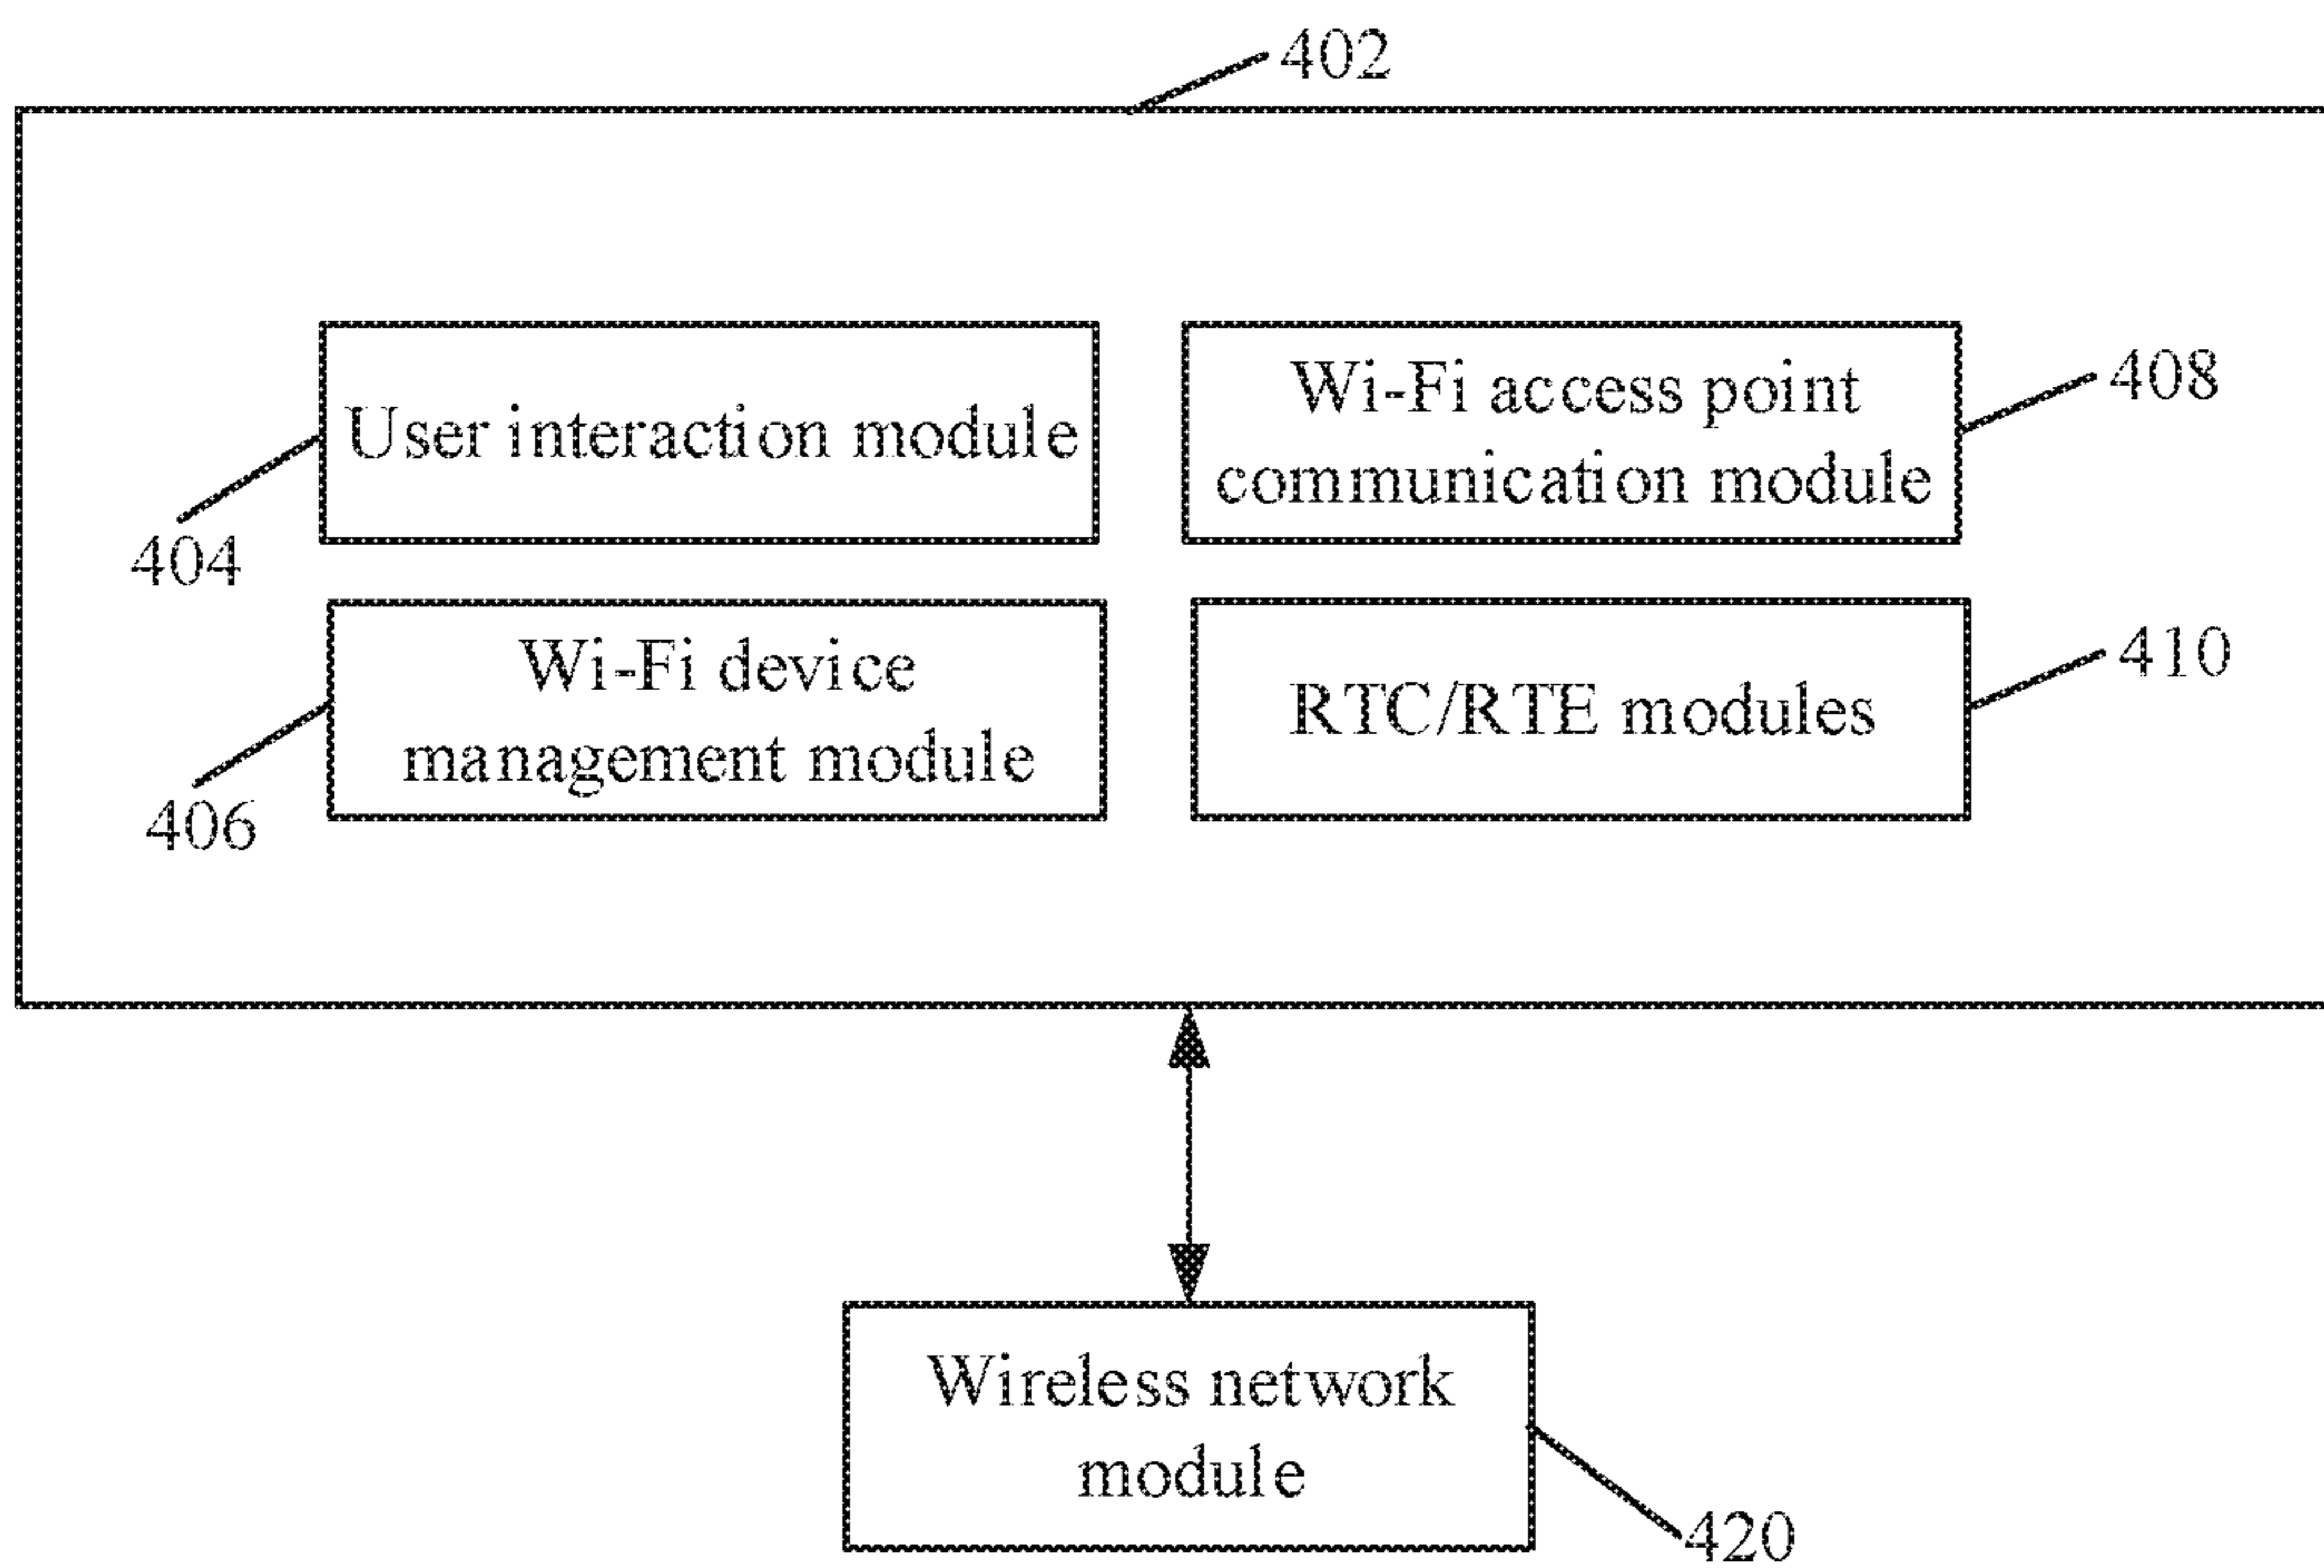 402
User interaction module
Wi-Fi access point
communication module
408
404
Wi-Fi device
management module
RTC/RTE modules
410
406
Wireless network
module
420